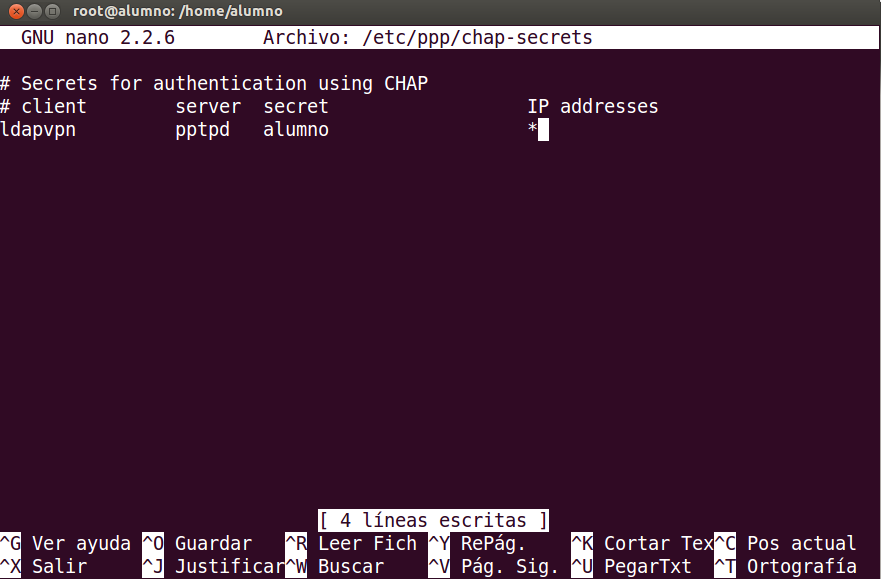 root@alumno: /home/alumno
GNU nano 2.2.6 Archivo: /etc/ppp/chap-secrets
# Secrets for authentication using CHAP
# client server secret IP addresses
ldapvpn pptpd alumno *
[ 4 líneas escritas ]
^G Ver ayuda ^O Guardar ^R Leer Fich ^Y RePág. ^K Cortar Tex^C Pos actual
^X Salir ^J Justificar^W Buscar ^V Pág. Sig. ^U PegarTxt ^T Ortografía